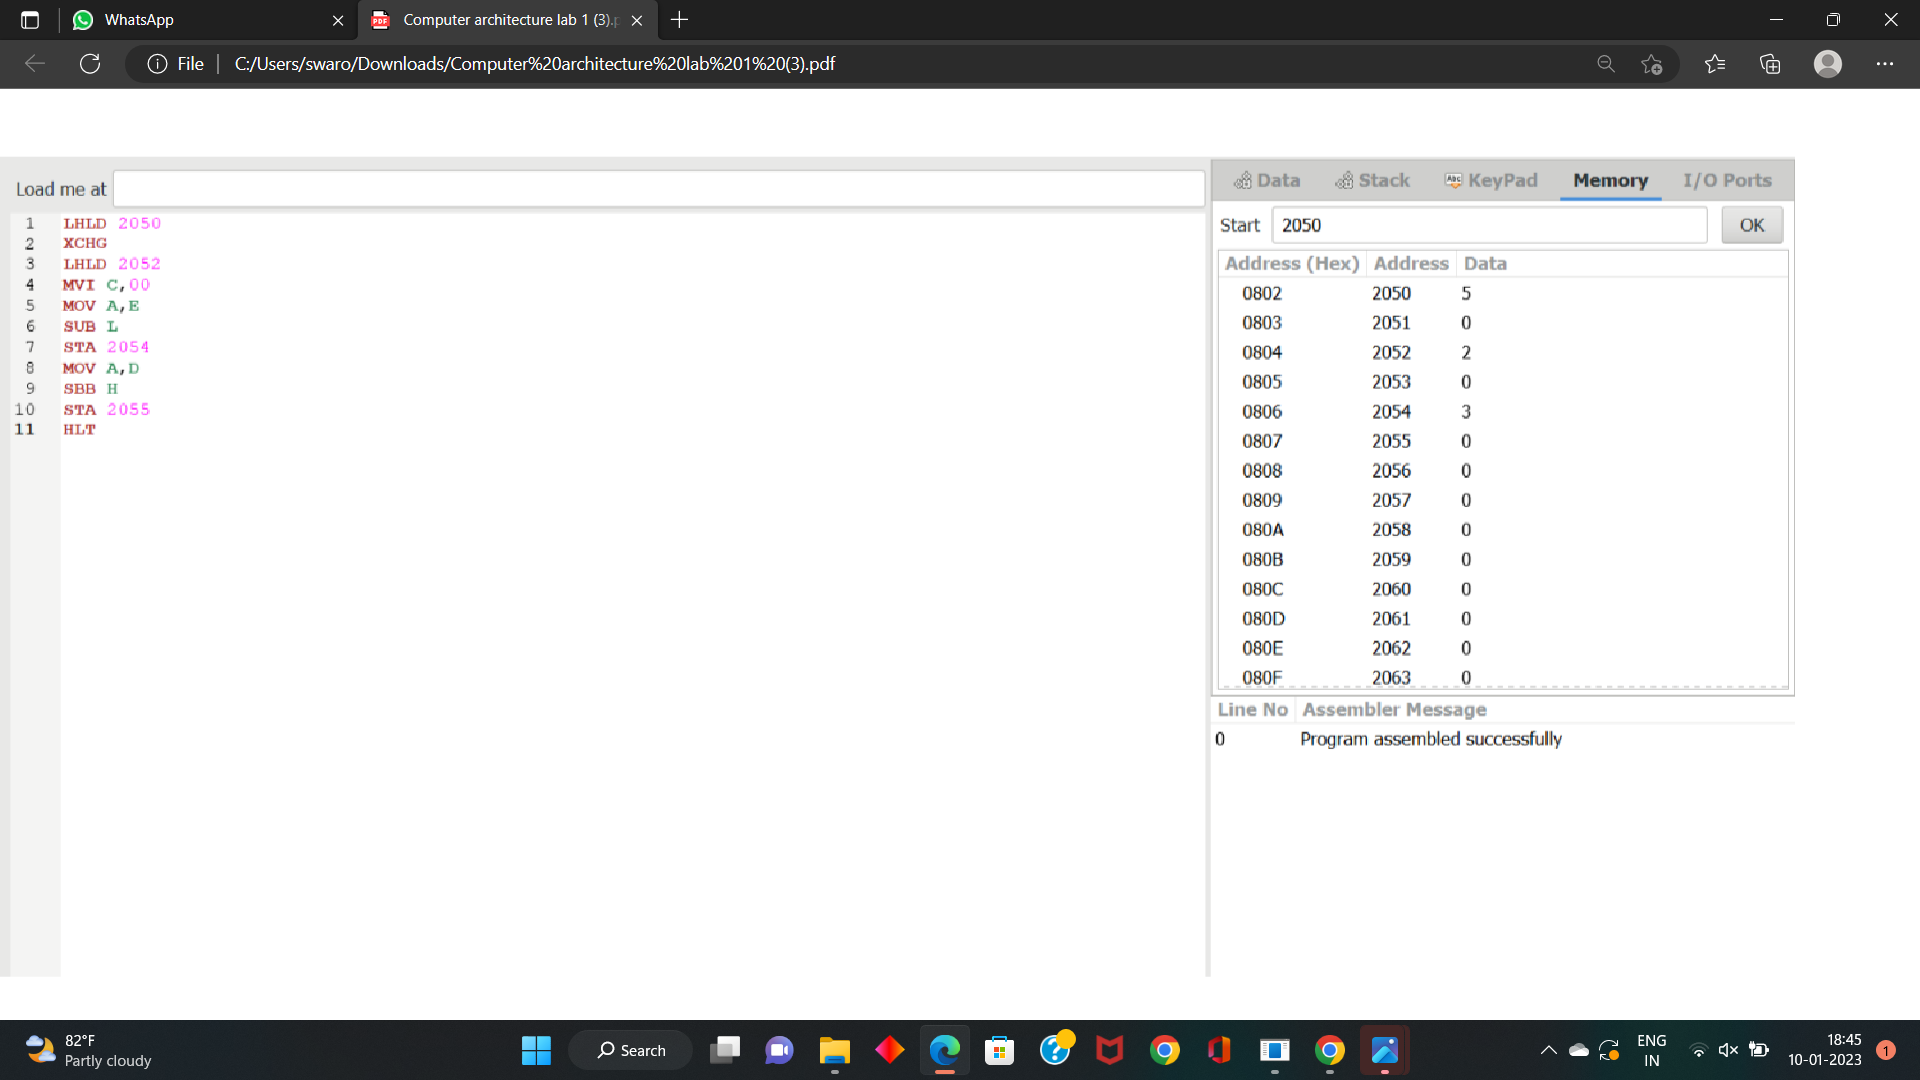 WhatsApp
Computer architecture lab 1 (3).p
File
C:/Users/swaro/Downloads/Computer%20architecture%20lab%201%20(3).pdf
Load me at
1 LHLD 2050
2 XCHG
3 LHLD 2052
4 MVI C,00
5 MOV A,E
6 SUB L
7 STA 2054
8 MOV A,D
9 SBB H
10 STA 2055
11 HLT
Data Stack KeyPad Memory I/O Ports
Start 2050 OK
Address (Hex) Address Data
0802 2050 5
0803 2051 0
0804 2052 2
0805 2053 0
0806 2054 3
0807 2055 0
0808 2056 0
0809 2057 0
080A 2058 0
080B 2059 0
080C 2060 0
080D 2061 0
080E 2062 0
080F 2063 0
Line No Assembler Message
0 Program assembled successfully
82°F
Partly cloudy
Search
ENG
IN
18:45
10-01-2023
1